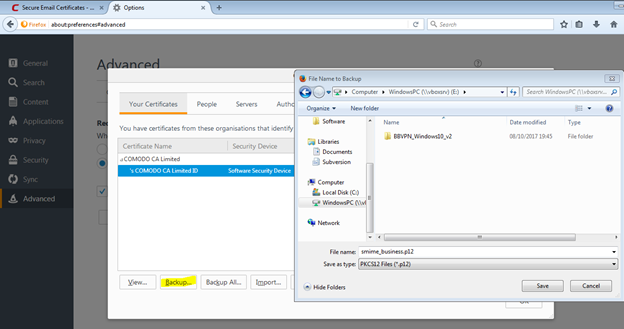 Secure Email Certificates - ...
Options
Firefox
about:preferences#advanced
Search
General
Search
Content
Applications
Privacy
Security
Sync
Advanced
Advanced
Your Certificates
People
Servers
Autho
You have certificates from these organisations that identify
Certificate Name
Security Device
COMODO CA Limited
COMODO CA Limited ID
Software Security Device
View...
Backup...
Backup All...
Import...
File Name to Backup
Computer
WindowsPC (\\vboxsrv) (E:)
Search WindowsPC (\\vboxsrv) (E:)
Organize
New folder
Software
Libraries
Documents
Subversion
Computer
Local Disk (C:)
WindowsPC (\\vl
Network
Name
Date modified
Type
BBVPN_Windows10_v2
08/10/2017 19:45
File folder
File name:
smime_business.p12
Save as type:
PKCS12 Files (*.p12)
Hide Folders
Save
Cancel